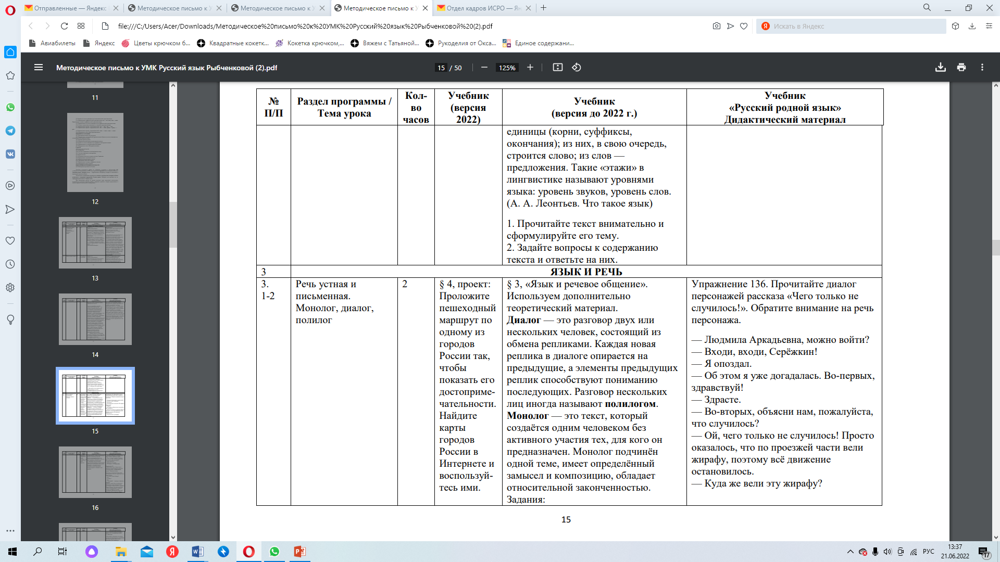 Отправленные — Яндекс
Методическое письмо к У
Методическое письмо к У
Методическое письмо к У
Отдел кадров ИСРО — Ян
file:///C:/Users/Acer/Downloads/Методическое%20письмо%20к%20УМК%20Русский%20язык%20Рыбченковой%20(2).pdf
Искать в Яндекс
Авиабилеты
Яндекс
Цветы крючком б...
Квадратные кокетк...
Кокетка крючком,...
Вяжем с Татьяной...
Рукоделия от Окса...
Единое содержани...
Методическое письмо к УМК Русский язык Рыбченковой (2).pdf
15 / 50
125%
11
12
13
14
15
16
№
П/П
Раздел программы /
Тема урока
Кол-
во
часов
Учебник
(версия
2022)
Учебник
(версия до 2022 г.)
Учебник
«Русский родной язык»
Дидактический материал
единицы (корни, суффиксы,
окончания); из них, в свою очередь,
строится слово; из слов —
предложения. Такие «этажи» в
лингвистике называют уровнями
языка: уровень звуков, уровень слов.
(А. А. Леонтьев. Что такое язык)
1. Прочитайте текст внимательно и
сформулируйте его тему.
2. Задайте вопросы к содержанию
текста и ответьте на них.
3
ЯЗЫК И РЕЧЬ
3.
1-2
Речь устная и
письменная.
Монолог, диалог,
полилог
2
§ 4, проект:
Проложите
пешеходный
маршрут по
одному из
городов
России так,
чтобы
показать его
достоприме-
чательности.
Найдите
карты
городов
России в
Интернете и
воспользуй-
тесь ими.
§ 3, «Язык и речевое общение».
Используем дополнительно
теоретический материал.
Диалог — это разговор двух или
нескольких человек, состоящий из
обмена репликами. Каждая новая
реплика в диалоге опирается на
предыдущие, а элементы предыдущих
реплик способствуют пониманию
последующих. Разговор нескольких
лиц иногда называют полилогом.
Монолог — это текст, который
создаётся одним человеком без
активного участия тех, для кого он
предназначен. Монолог подчинён
одной теме, имеет определённый
замысел и композицию, обладает
относительной законченностью.
Задания:
Упражнение 136. Прочитайте диалог
персонажей рассказа «Чего только не
случилось!». Обратите внимание на речь
персонажа.
— Людмила Аркадьевна, можно войти?
— Входи, входи, Серёжкин!
— Я опоздал.
— Об этом я уже догадалась. Во-первых,
здравствуй!
— Здрасте.
— Во-вторых, объясни нам, пожалуйста,
что случилось?
— Ой, чего только не случилось! Просто
оказалось, что по проезжей части вели
жирафу, поэтому всё движение
остановилось.
— Куда же вели эту жирафу?
15
РУС
13:37
21.06.2022
17